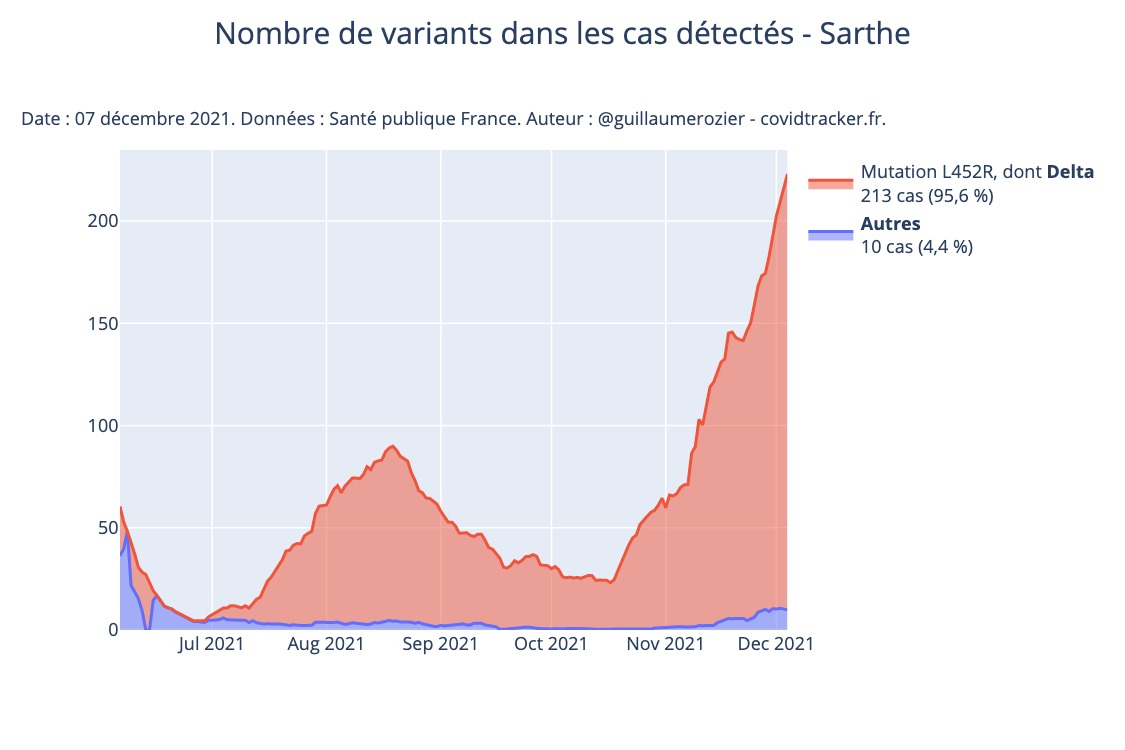 Nombre de variants dans les cas détectés - Sarthe
Date : 07 décembre 2021. Données : Santé publique France. Auteur : @guillaumerozier - covidtracker.fr.
Mutation L452R, dont Delta
213 cas (95,6 %)
Autres
10 cas (4,4 %)
200
150
100
50
0
Jul 2021 Aug 2021 Sep 2021 Oct 2021 Nov 2021 Dec 2021